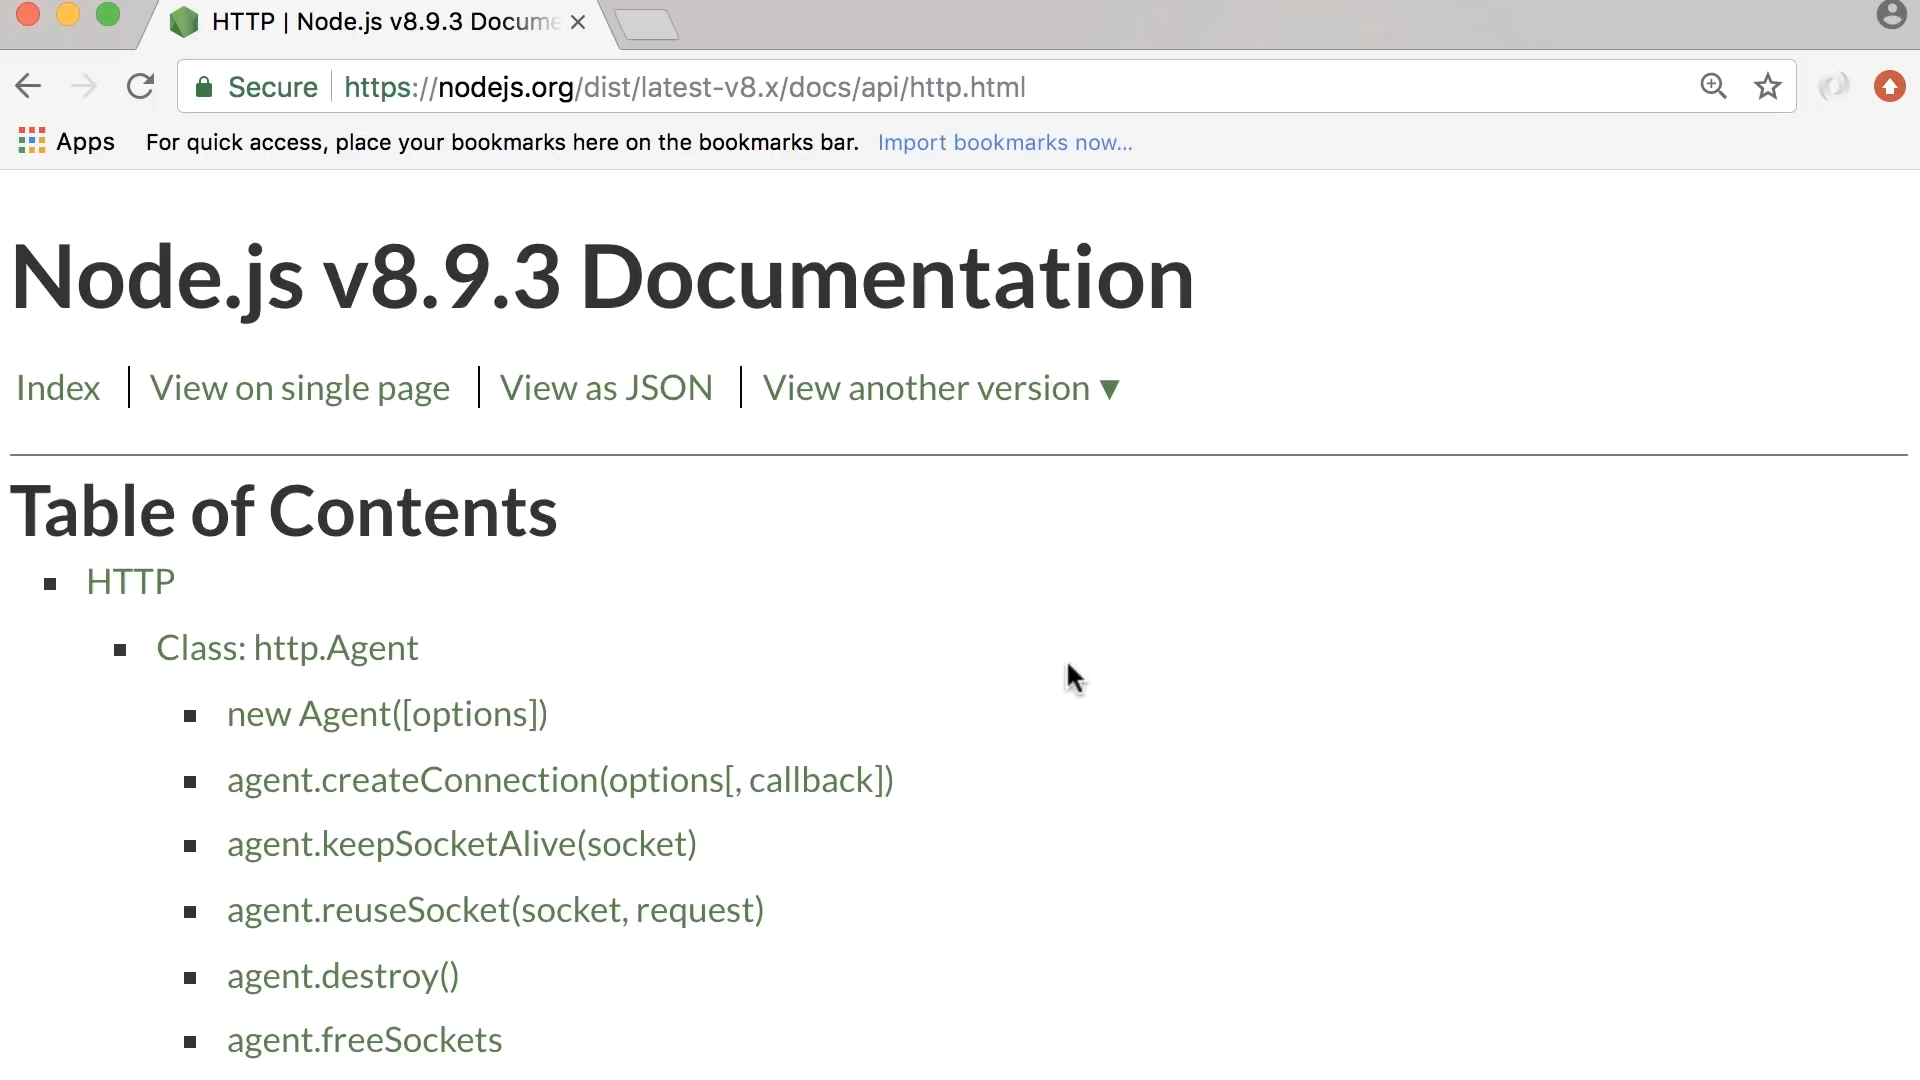 HTTP | Node.js v8.9.3 Docume
Secure https://nodejs.org/dist/latest-v8.x/docs/api/http.html
Apps For quick access, place your bookmarks here on the bookmarks bar. Import bookmarks now...
Node.js v8.9.3 Documentation
Index View on single page View as JSON View another version ▼
Table of Contents
HTTP
Class: http.Agent
new Agent([options])
agent.createConnection(options[, callback])
agent.keepSocketAlive(socket)
agent.reuseSocket(socket, request)
agent.destroy()
agent.freeSockets